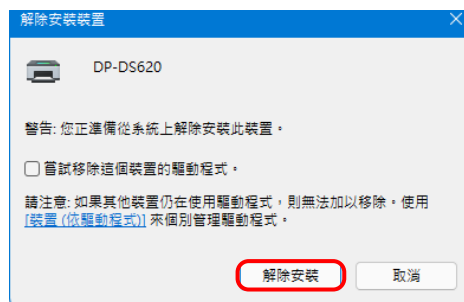 解除安裝裝置
DP-DS620
警告: 您正準備從系統上解除安裝此裝置。
嘗試移除這個裝置的驅動程式。
請注意: 如果其他裝置仍在使用驅動程式，則無法加以移除。使用
[裝置 (依驅動程式)] 來個別管理驅動程式。
解除安裝
取消